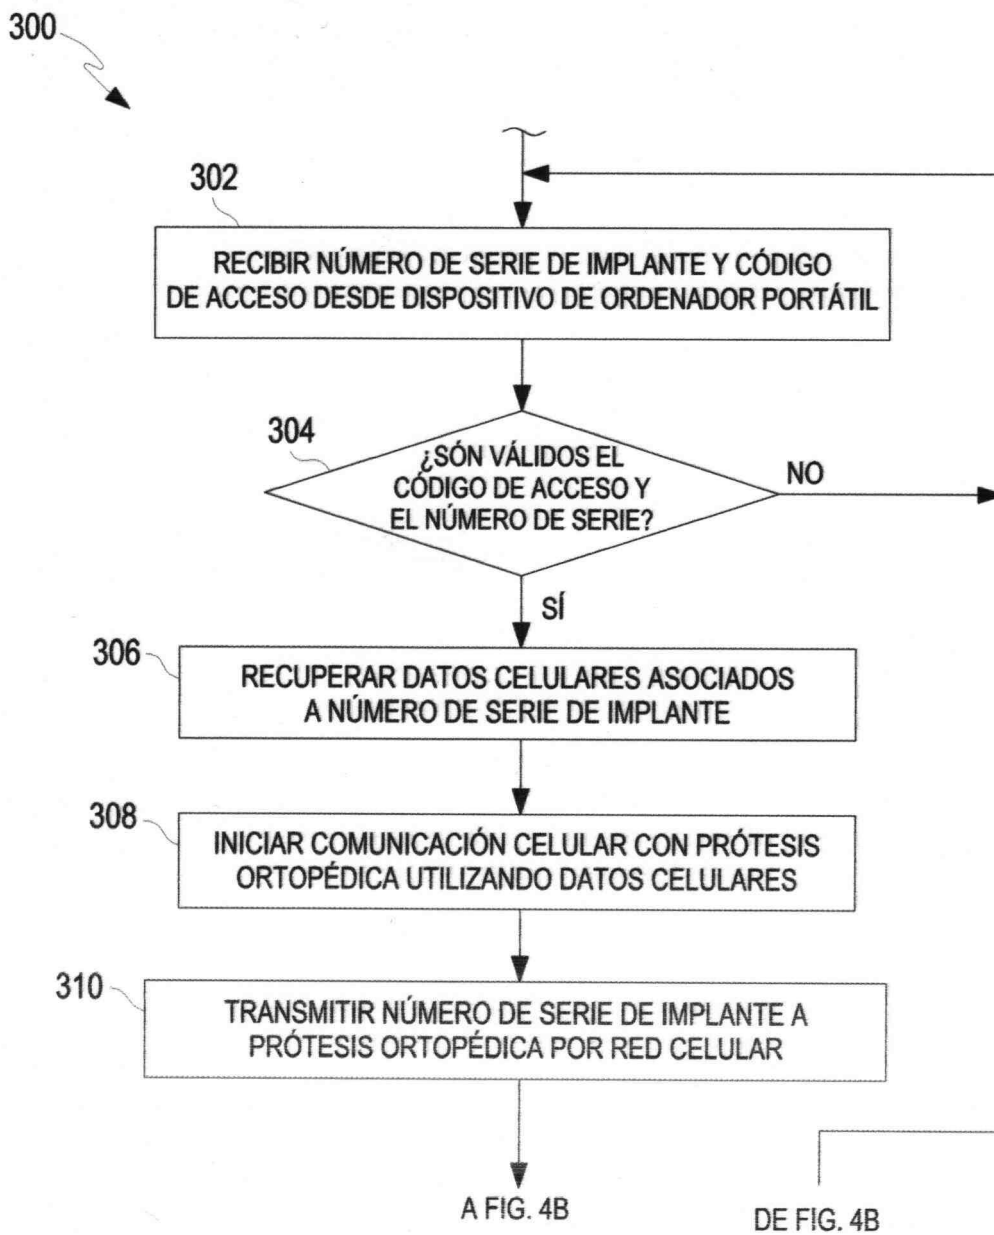 300
302
RECIBIR NÚMERO DE SERIE DE IMPLANTE Y CÓDIGO
DE ACCESO DESDE DISPOSITIVO DE ORDENADOR PORTÁTIL
304
¿SÓN VÁLIDOS EL
CÓDIGO DE ACCESO Y
EL NÚMERO DE SERIE?
NO
SÍ
306
RECUPERAR DATOS CELULARES ASOCIADOS
A NÚMERO DE SERIE DE IMPLANTE
308
INICIAR COMUNICACIÓN CELULAR CON PRÓTESIS
ORTOPÉDICA UTILIZANDO DATOS CELULARES
310
TRANSMITIR NÚMERO DE SERIE DE IMPLANTE A
PRÓTESIS ORTOPÉDICA POR RED CELULAR
A FIG. 4B
DE FIG. 4B